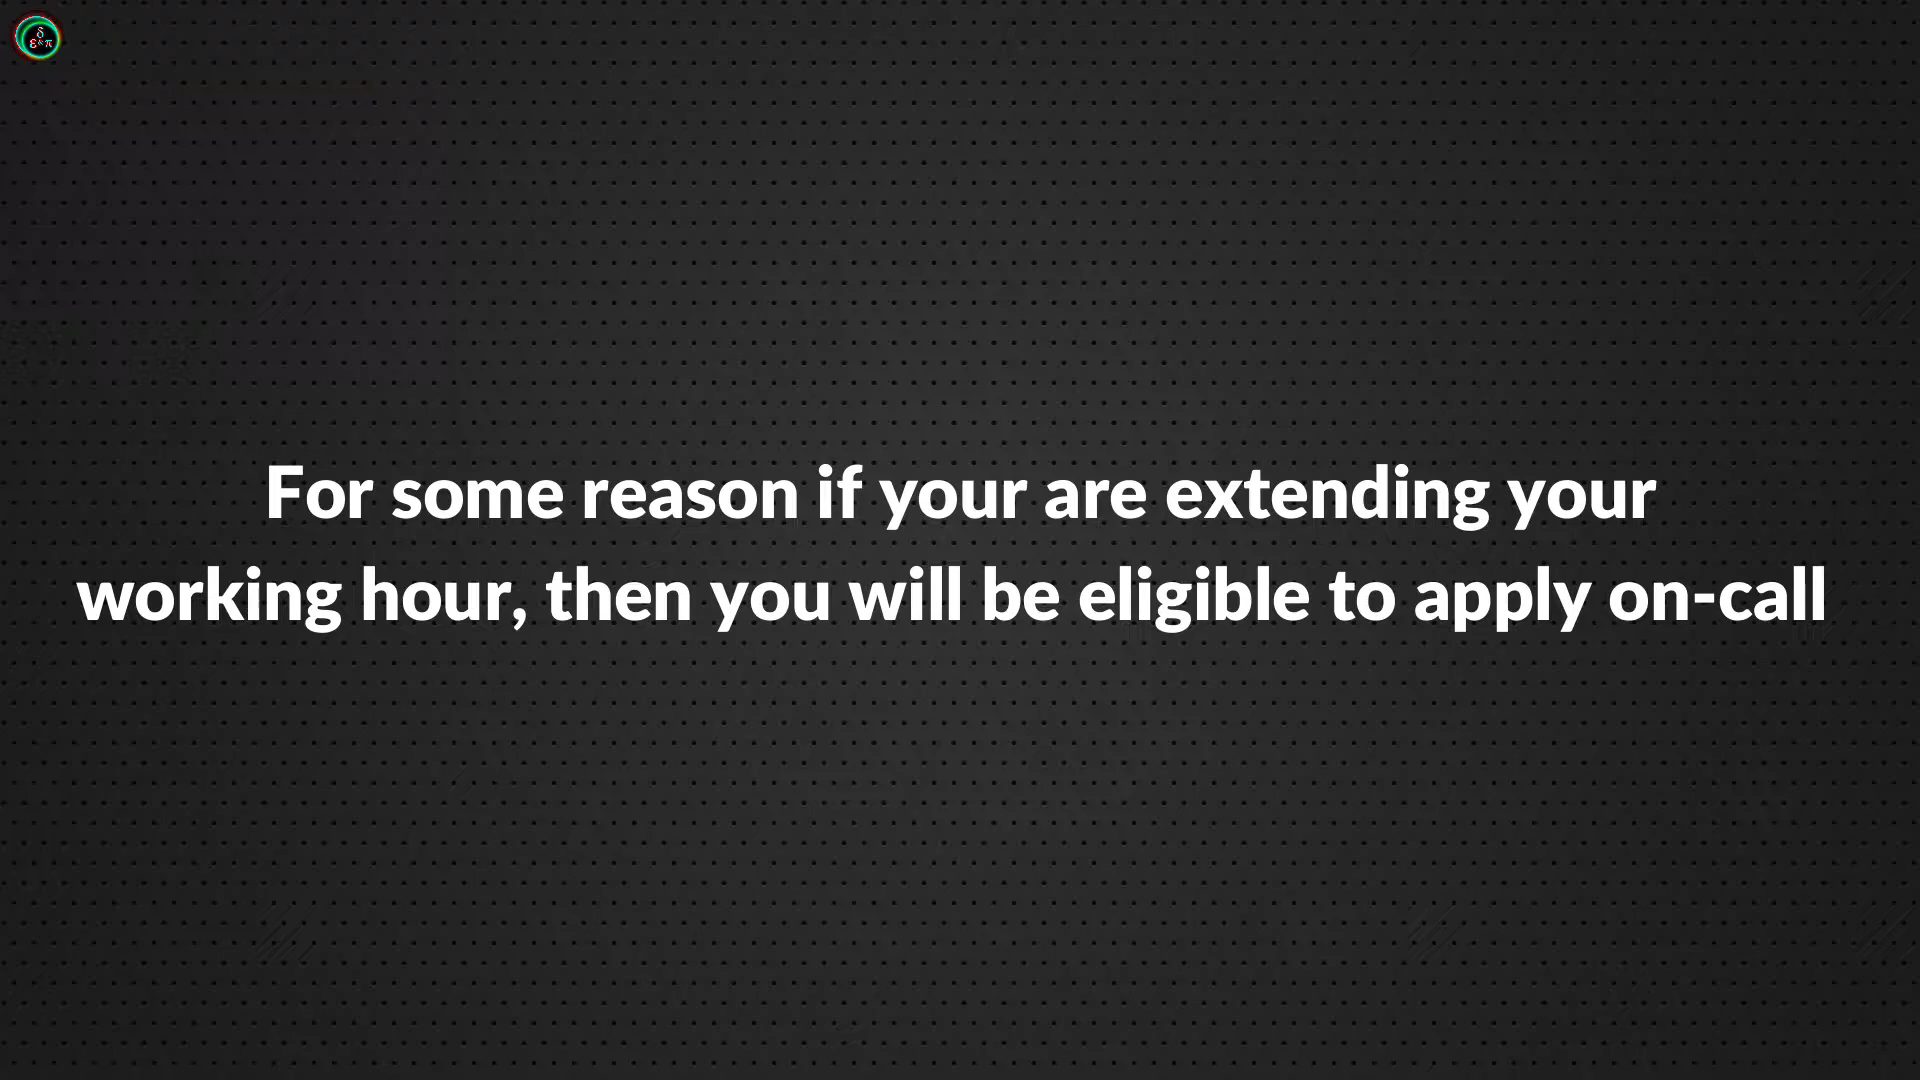 δ
ε*π
For some reason if your are extending your
working hour, then you will be eligible to apply on-call